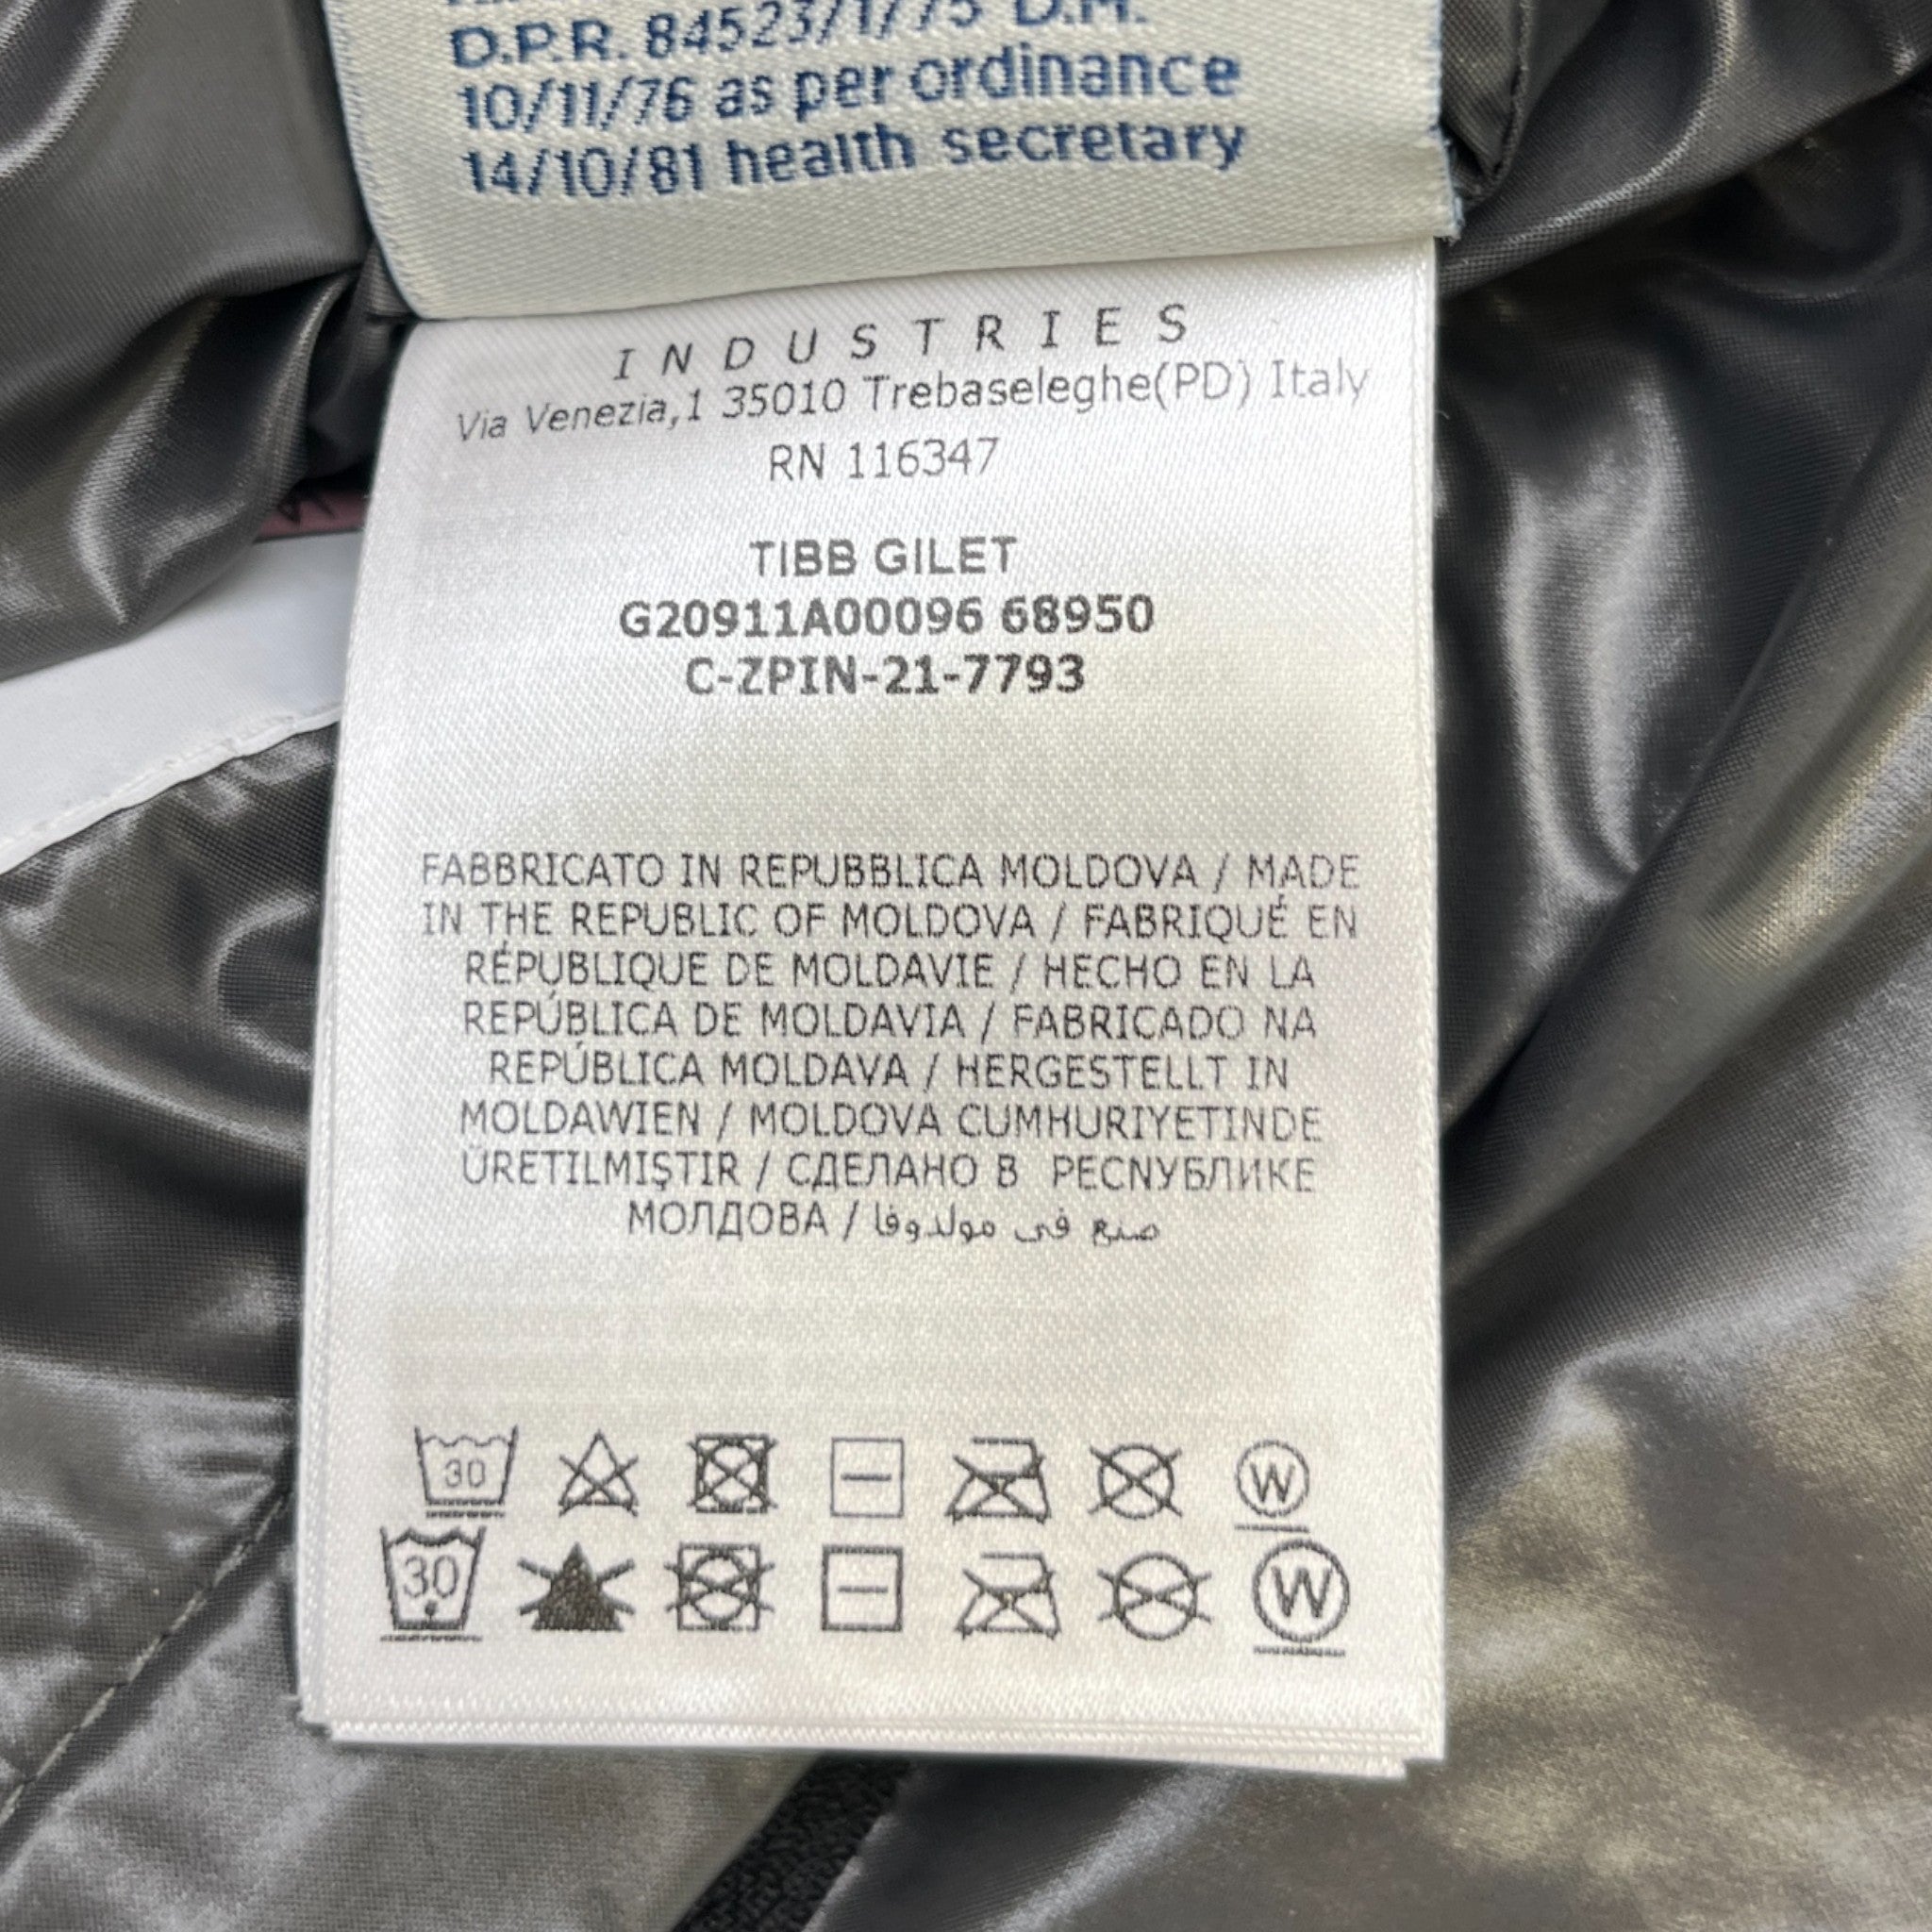 D.P.R. 84523/1/75 D.M.
10/11/76 as per ordinance
14/10/81 health secretary
INDUSTRIES
Via Venezia,1 35010 Trebaseleghe(PD) Italy
RN 116347
TIBB GILET
G20911A00096 68950
C-ZPIN-21-7793
FABBRICATO IN REPUBBLICA MOLDOVA / MADE
IN THE REPUBLIC OF MOLDOVA / FABRIQUÉ EN
RÉPUBLIQUE DE MOLDAVIE / HECHO EN LA
REPÚBLICA DE MOLDAVIA / FABRICADO NA
REPÚBLICA MOLDAVA / HERGESTELLT IN
MOLDAWIEN / MOLDOVA CUMHURIYETINDE
ÜRETILMIŞTIR / СДЕЛАНО В РЕСNУБЛИКЕ
МОЛДОВА / صنع في مولدوفا
30 W
30 W